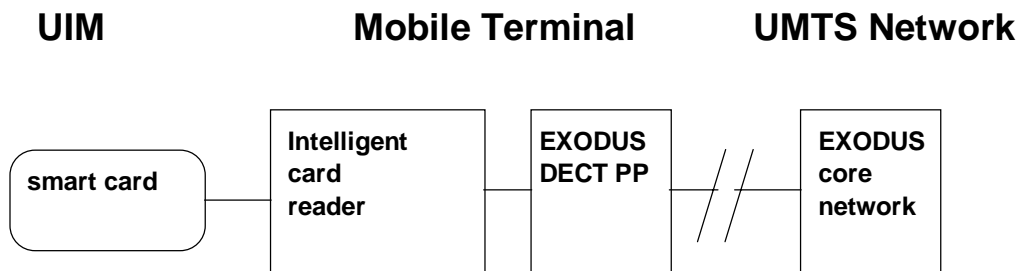 UIM Mobile Terminal UMTS Network
smart card
Intelligent
card
reader
EXODUS
DECT PP
EXODUS
core
network